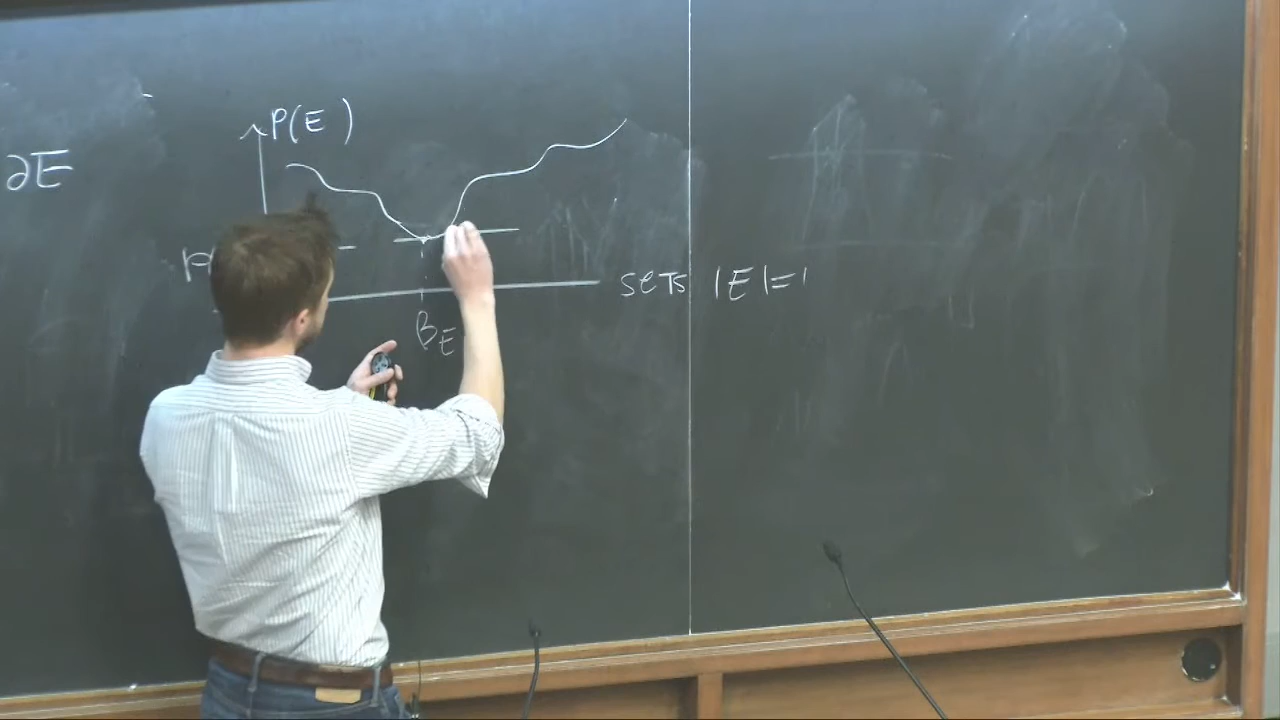 P(E)
∂E
sets |E|=1
B_E